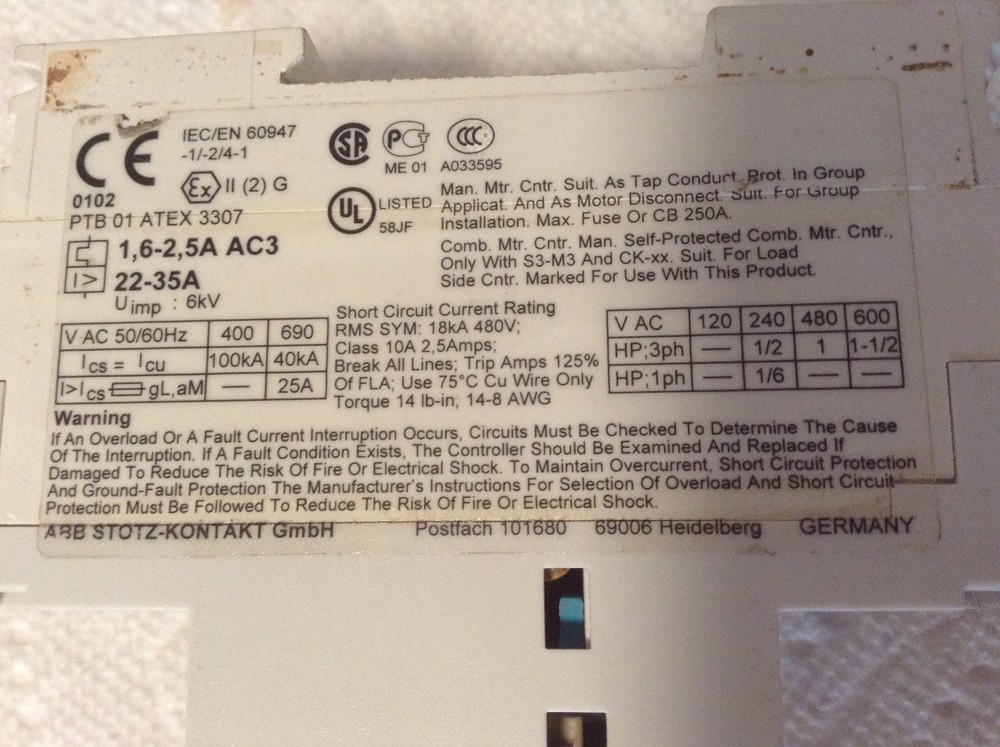 CE
0102
IEC/EN 60947
-1/-2/4-1
Ex II (2) G
PTB 01 ATEX 3307
SA
PCT
ME 01
CCC
A033595
UL LISTED
58JF
Man. Mtr. Cntr. Suit. As Tap Conduct. Prot. In Group
Applicat. And As Motor Disconnect. Suit. For Group
Installation. Max. Fuse Or CB 250A.
Comb. Mtr. Cntr. Man. Self-Protected Comb. Mtr. Cntr.,
Only With S3-M3 And CK-xx. Suit. For Load
Side Cntr. Marked For Use With This Product.
1,6-2,5A AC3
I> 22-35A
Uimp : 6kV
V AC 50/60Hz 400 690
Ics = Icu 100kA 40kA
I>Ics gL,aM — 25A
Short Circuit Current Rating
RMS SYM: 18kA 480V;
Class 10A 2,5Amps;
Break All Lines; Trip Amps 125%
Of FLA; Use 75°C Cu Wire Only
Torque 14 lb-in, 14-8 AWG
V AC 120 240 480 600
HP;3ph — 1/2 1 1-1/2
HP;1ph — 1/6 — —
Warning
If An Overload Or A Fault Current Interruption Occurs, Circuits Must Be Checked To Determine The Cause
Of The Interruption. If A Fault Condition Exists, The Controller Should Be Examined And Replaced If
Damaged To Reduce The Risk Of Fire Or Electrical Shock. To Maintain Overcurrent, Short Circuit Protection
And Ground-Fault Protection The Manufacturer's Instructions For Selection Of Overload And Short Circuit
Protection Must Be Followed To Reduce The Risk Of Fire Or Electrical Shock.
ABB STOTZ-KONTAKT GmbH Postfach 101680 69006 Heidelberg GERMANY